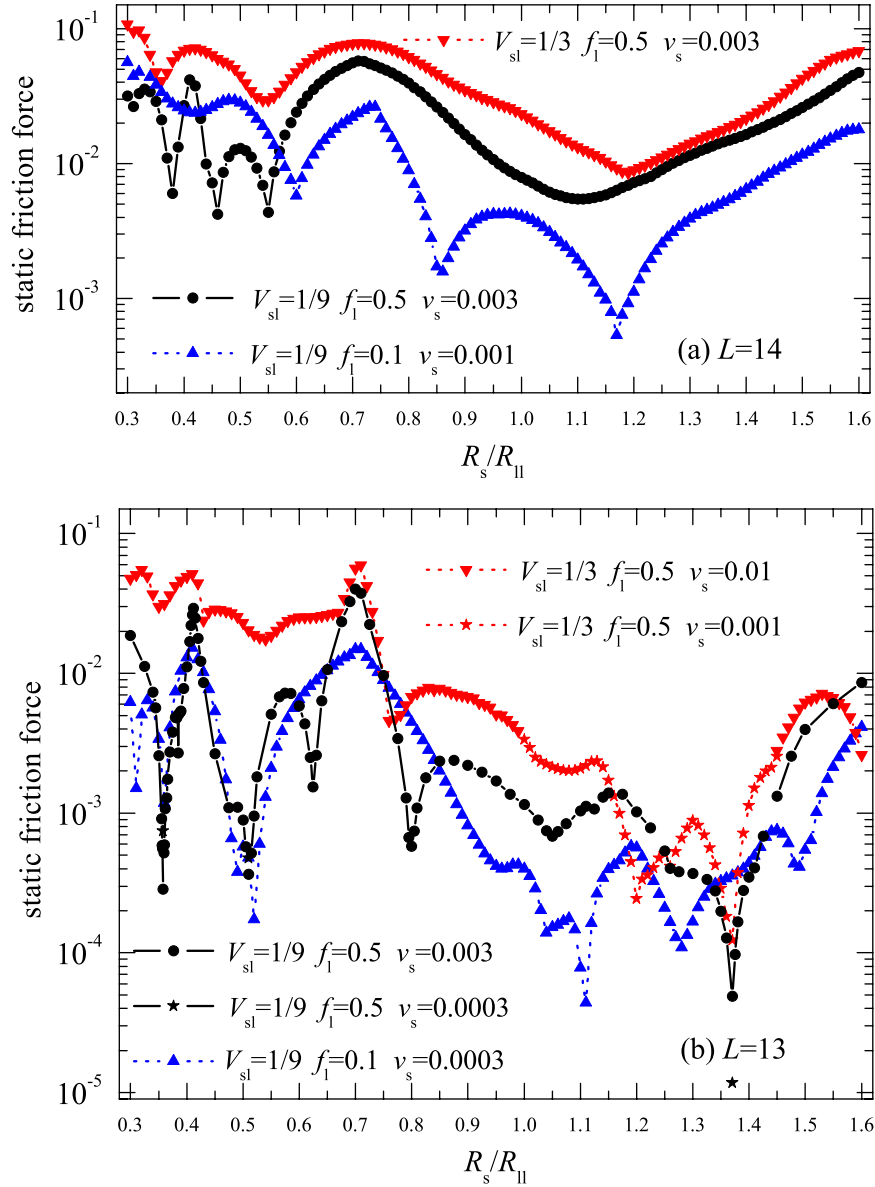 10^-1
10^-2
10^-3
static friction force
V_sl=1/3 f_l=0.5 v_s=0.003
V_sl=1/9 f_l=0.5 v_s=0.003
V_sl=1/9 f_l=0.1 v_s=0.001
(a) L=14
0.3 0.4 0.5 0.6 0.7 0.8 0.9 1.0 1.1 1.2 1.3 1.4 1.5 1.6
R_s/R_ll
10^-1
10^-2
10^-3
10^-4
10^-5
static friction force
V_sl=1/3 f_l=0.5 v_s=0.01
V_sl=1/3 f_l=0.5 v_s=0.001
V_sl=1/9 f_l=0.5 v_s=0.003
V_sl=1/9 f_l=0.5 v_s=0.0003
V_sl=1/9 f_l=0.1 v_s=0.0003
(b) L=13
0.3 0.4 0.5 0.6 0.7 0.8 0.9 1.0 1.1 1.2 1.3 1.4 1.5 1.6
R_s/R_ll